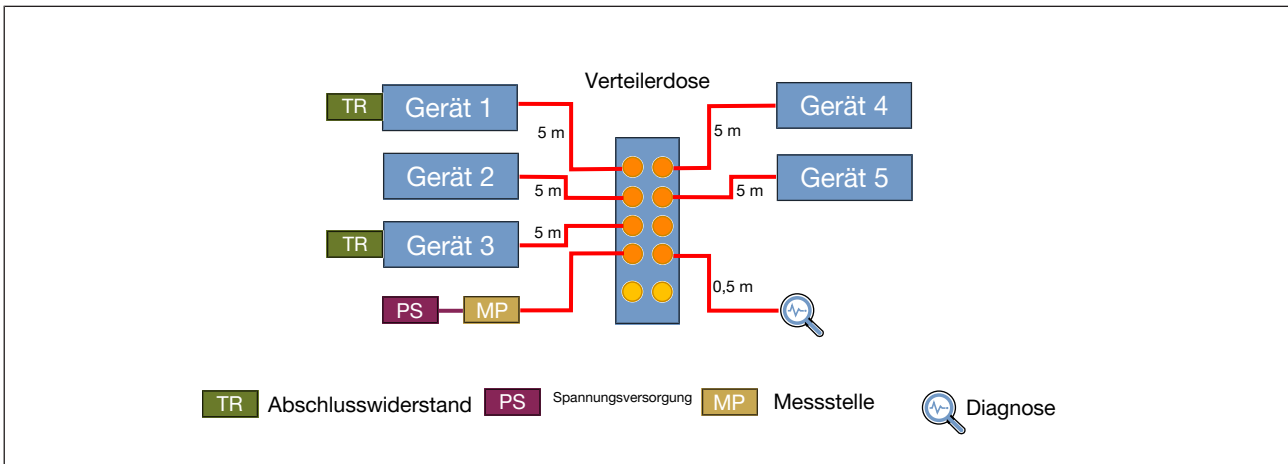 Verteilerdose
TR Gerät 1
5 m
5 m
Gerät 4
Gerät 2
5 m
5 m
Gerät 5
TR Gerät 3
5 m
PS MP
0,5 m
TR Abschlusswiderstand PS Spannungsversorgung MP Messstelle Diagnose